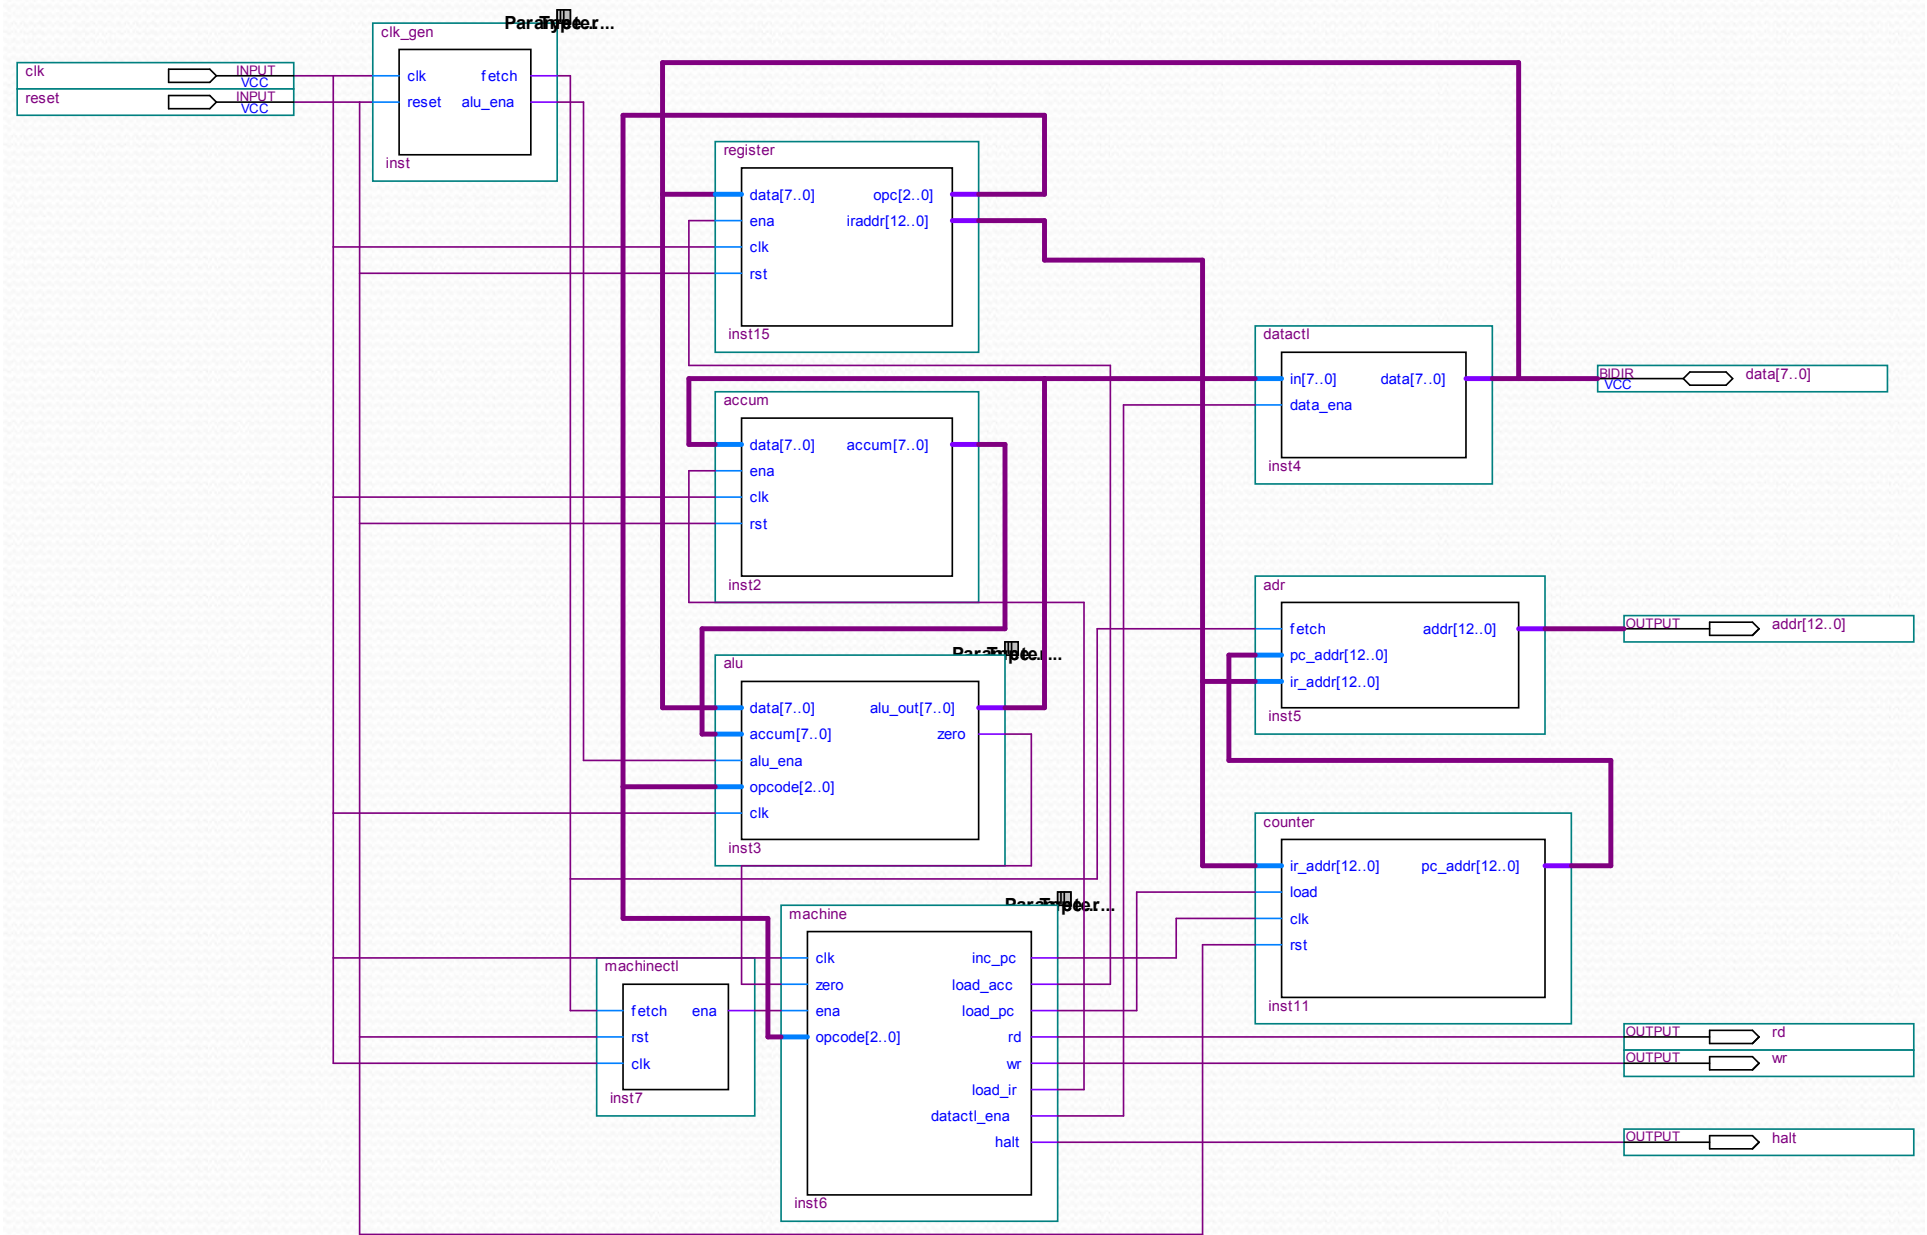 clk
INPUT
VCC
reset
INPUT
VCC
clk_gen
clk
fetch
reset
alu_ena
inst
register
data[7..0]
opc[2..0]
ena
iraddr[12..0]
clk
rst
inst15
datactl
in[7..0]
data[7..0]
data_ena
inst4
BIDIR
VCC
data[7..0]
accum
data[7..0]
accum[7..0]
ena
clk
rst
inst2
adr
fetch
addr[12..0]
pc_addr[12..0]
ir_addr[12..0]
inst5
OUTPUT
addr[12..0]
alu
data[7..0]
alu_out[7..0]
accum[7..0]
zero
alu_ena
opcode[2..0]
clk
inst3
counter
ir_addr[12..0]
pc_addr[12..0]
load
clk
rst
inst11
machine
clk
inc_pc
zero
load_acc
ena
load_pc
opcode[2..0]
rd
wr
load_ir
datactl_ena
halt
inst6
machinectl
fetch
ena
rst
clk
inst7
OUTPUT
rd
OUTPUT
wr
OUTPUT
halt